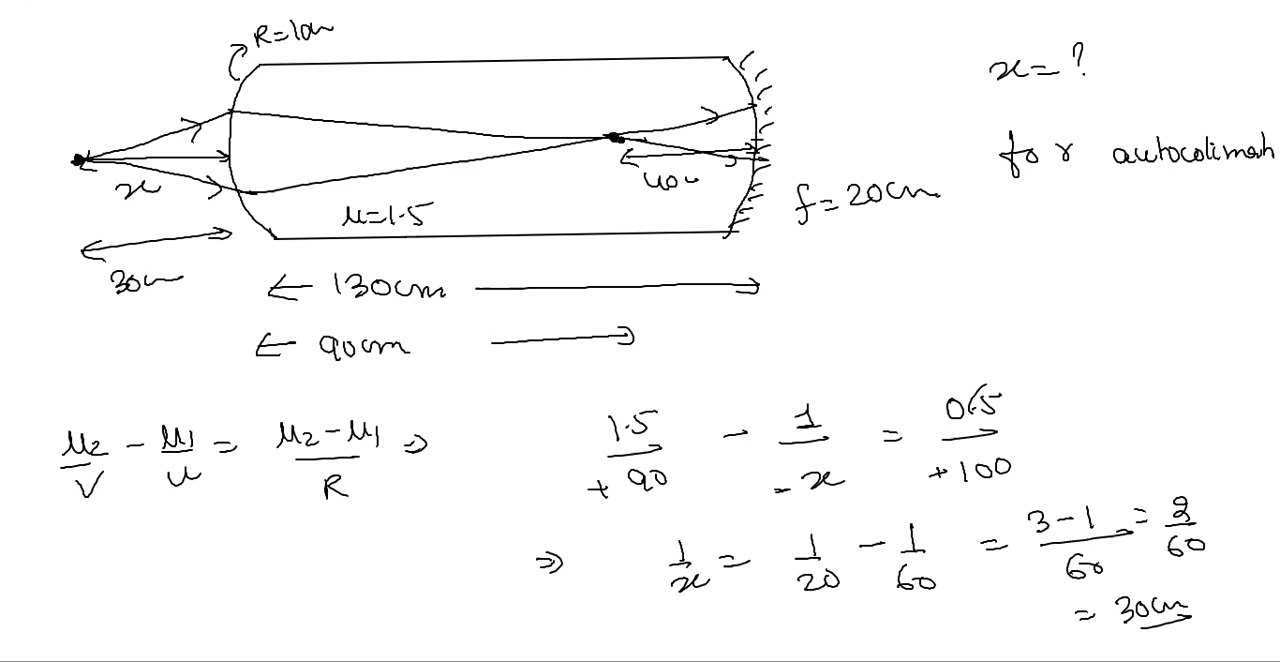 R=10cm
x=?
for autocolimat
x
40cm
μ=1.5
f=20cm
30cm
← 130cm →
← 90cm →
μ2/V - μ1/u = (μ2-μ1)/R ⇒ 1.5/+90 - 1/-x = 0.5/+100
⇒ 1/x = 1/20 - 1/60 = (3-1)/60 = 2/60
= 30cm